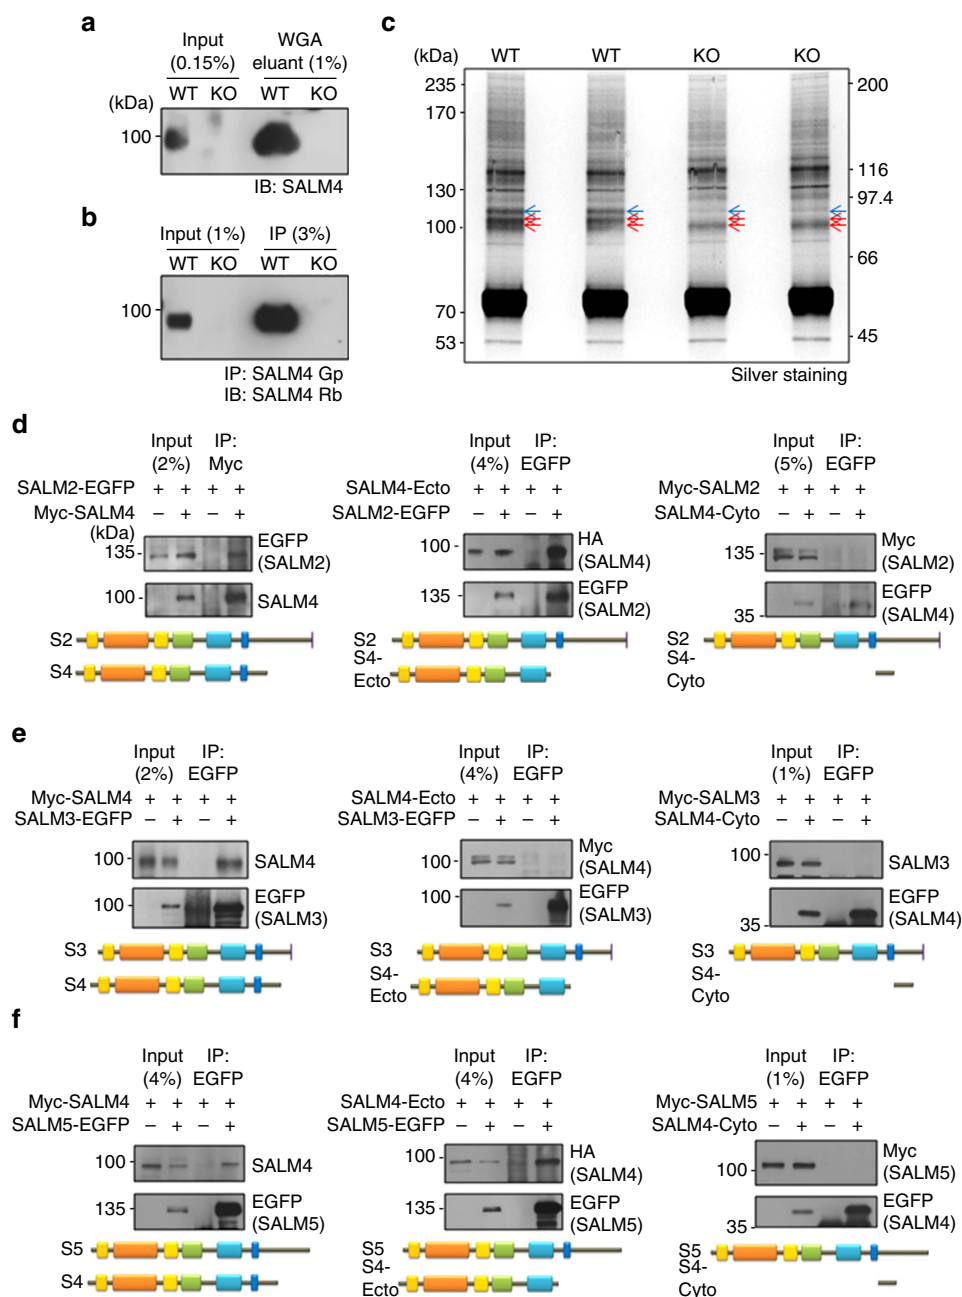 a
Input
(0.15%)
WGA
eluant (1%)
WT KO WT KO
(kDa)
100
IB: SALM4
b
Input (1%) IP (3%)
WT KO WT KO
100
IP: SALM4 Gp
IB: SALM4 Rb
c
(kDa) WT WT KO KO
235
170
130
100
70
53
200
116
97.4
66
45
Silver staining
d
Input
(2%)
IP:
Myc
SALM2-EGFP + + + +
Myc-SALM4 – + – +
(kDa)
135
EGFP
(SALM2)
100
SALM4
S2
S4
Input
(4%)
IP:
EGFP
SALM4-Ecto + + + +
SALM2-EGFP – + – +
100
HA
(SALM4)
135
EGFP
(SALM2)
S2
S4-
Ecto
Input
(5%)
IP:
EGFP
Myc-SALM2 + + + +
SALM4-Cyto – + – +
135
Myc
(SALM2)
35
EGFP
(SALM4)
S2
S4-
Cyto
e
Input
(2%)
IP:
EGFP
Myc-SALM4 + + + +
SALM3-EGFP – + – +
100
SALM4
100
EGFP
(SALM3)
S3
S4
Input
(4%)
IP:
EGFP
SALM4-Ecto + + + +
SALM3-EGFP – + – +
100
Myc
(SALM4)
100
EGFP
(SALM3)
S3
S4-
Ecto
Input
(1%)
IP:
EGFP
Myc-SALM3 + + + +
SALM4-Cyto – + – +
100
SALM3
35
EGFP
(SALM4)
S3
S4-
Cyto
f
Input
(4%)
IP:
EGFP
Myc-SALM4 + + + +
SALM5-EGFP – + – +
100
SALM4
135
EGFP
(SALM5)
S5
S4
Input
(4%)
IP:
EGFP
SALM4-Ecto + + + +
SALM5-EGFP – + – +
100
HA
(SALM4)
135
EGFP
(SALM5)
S5
S4-
Ecto
Input
(1%)
IP:
EGFP
Myc-SALM5 + + + +
SALM4-Cyto – + – +
100
Myc
(SALM5)
35
EGFP
(SALM4)
S5
S4-
Cyto